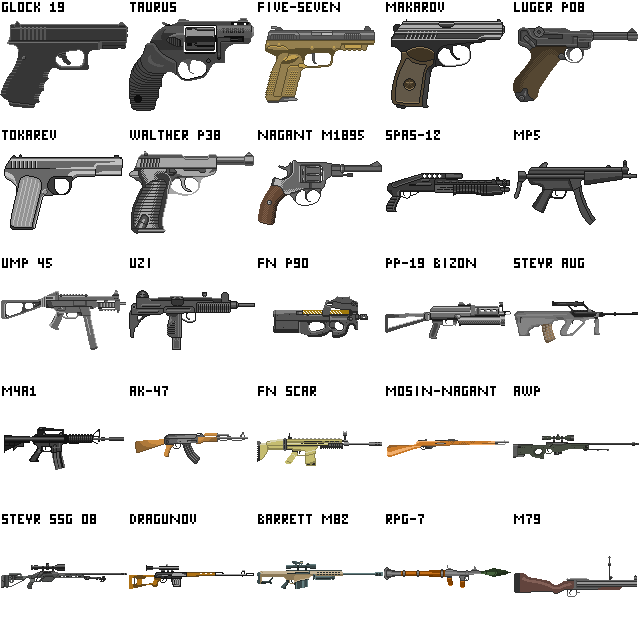 GLOCK 19 TAURUS FIVE-SEVEN MAKAROV LUGER P08
TAURUS
TOKAREV WALTHER P38 NAGANT M1895 SPAS-12 MP5
UMP 45 UZI FN P90 PP-19 BIZON STEYR AUG
M4A1 AK-47 FN SCAR MOSIN-NAGANT AWP
STEYR SSG 08 DRAGUNOV BARRETT M82 RPG-7 M79